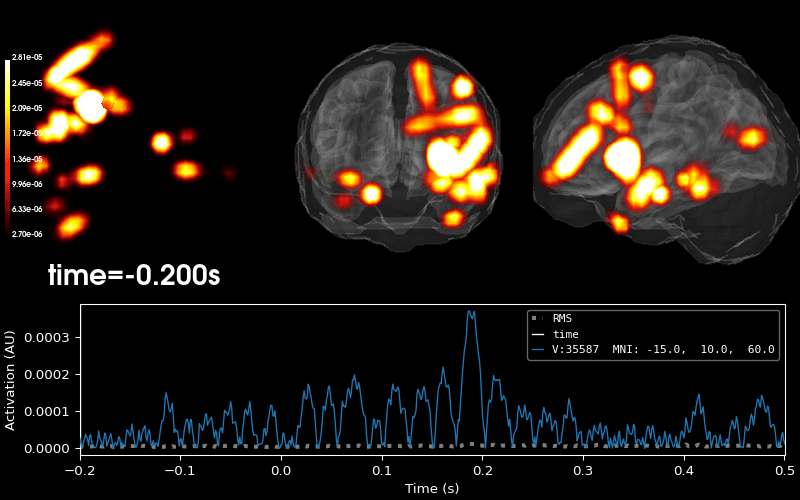 2.81e-05
2.45e-05
2.09e-05
1.72e-05
1.36e-05
9.96e-06
6.33e-06
2.70e-06
time=-0.200s
Activation (AU)
0.0003
0.0002
0.0001
0.0000
RMS
time
V:35587 MNI: -15.0, 10.0, 60.0
−0.2 −0.1 0.0 0.1 0.2 0.3 0.4 0.5
Time (s)